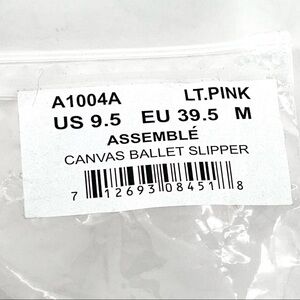 A1004A LT.PINK
US 9.5 EU 39.5 M
ASSEMBLÉ
CANVAS BALLET SLIPPER
7 12693 08451 8